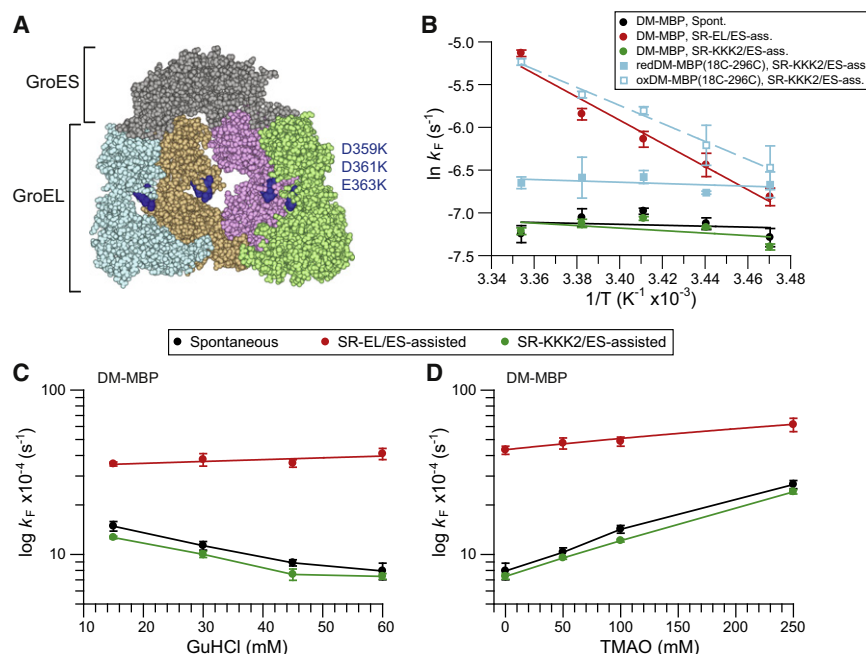 A
GroES
GroEL
D359K
D361K
E363K
B
DM-MBP, Spont.
DM-MBP, SR-EL/ES-ass.
DM-MBP, SR-KKK2/ES-ass.
redDM-MBP(18C-296C), SR-KKK2/ES-ass.
oxDM-MBP(18C-296C), SR-KKK2/ES-ass.
ln kF (s-1)
-5.0
-5.5
-6.0
-6.5
-7.0
-7.5
3.34 3.36 3.38 3.40 3.42 3.44 3.46 3.48
1/T (K-1 x10-3)
Spontaneous SR-EL/ES-assisted SR-KKK2/ES-assisted
C
DM-MBP
log kF x10-4 (s-1)
100
10
10 20 30 40 50 60
GuHCl (mM)
D
DM-MBP
log kF x10-4 (s-1)
100
10
0 50 100 150 200 250
TMAO (mM)